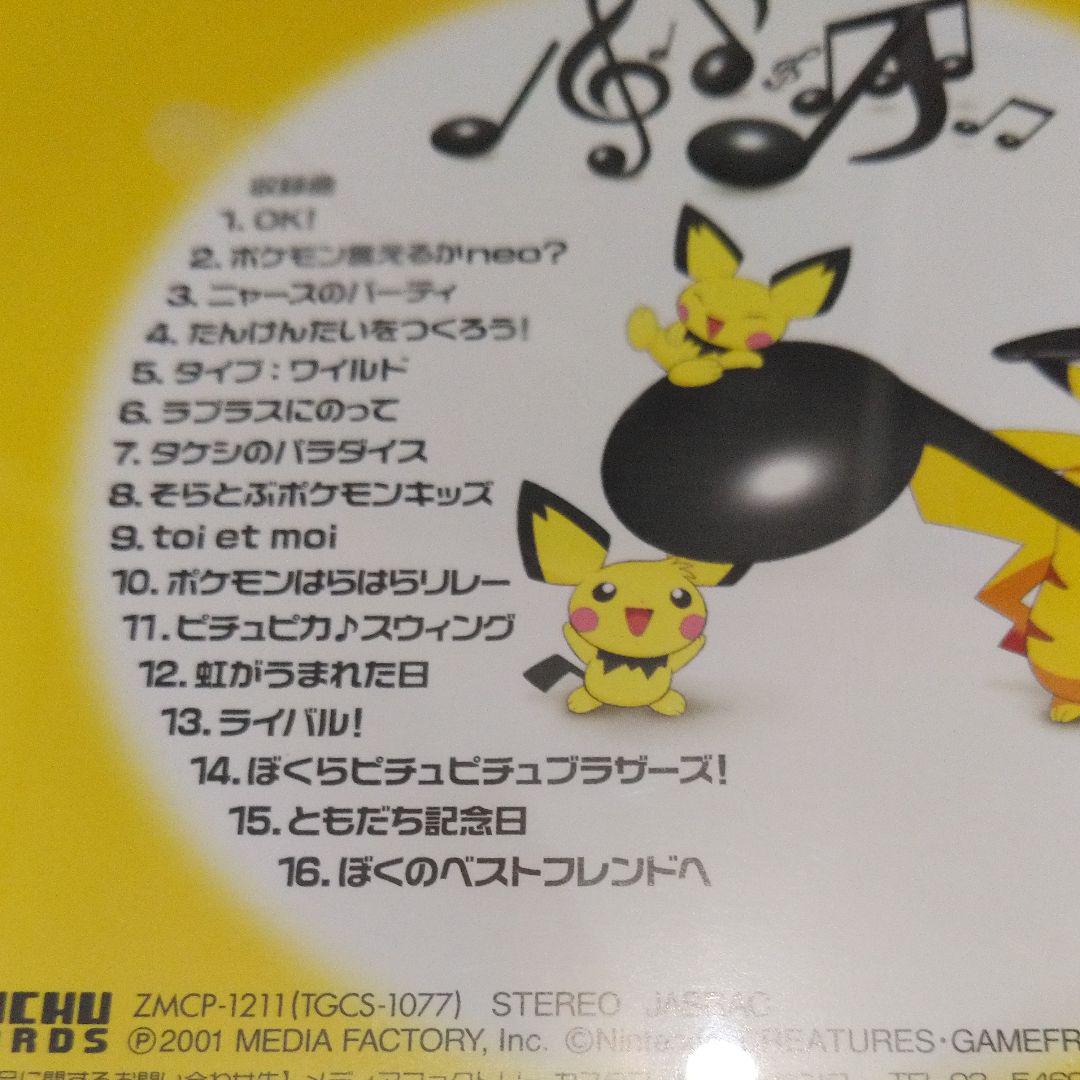 収録曲
1. OK!
2. ポケモン言えるかneo?
3. ニャースのパーティ
4. たんけんたいをつくろう!
5. タイプ:ワイルド
6. ラプラスにのって
7. タケシのパラダイス
8. そらとぶポケモンキッズ
9. toi et moi
10. ポケモンはらはらリレー
11. ピチュピカ♪スウィング
12. 虹がうまれた日
13. ライバル!
14. ぼくらピチュピチュブラザーズ!
15. ともだち記念日
16. ぼくのベストフレンドへ
ZMCP-1211(TGCS-1077) STEREO JASRAC
Ⓟ2001 MEDIA FACTORY, Inc. ©Nintendo・CREATURES・GAMEFR